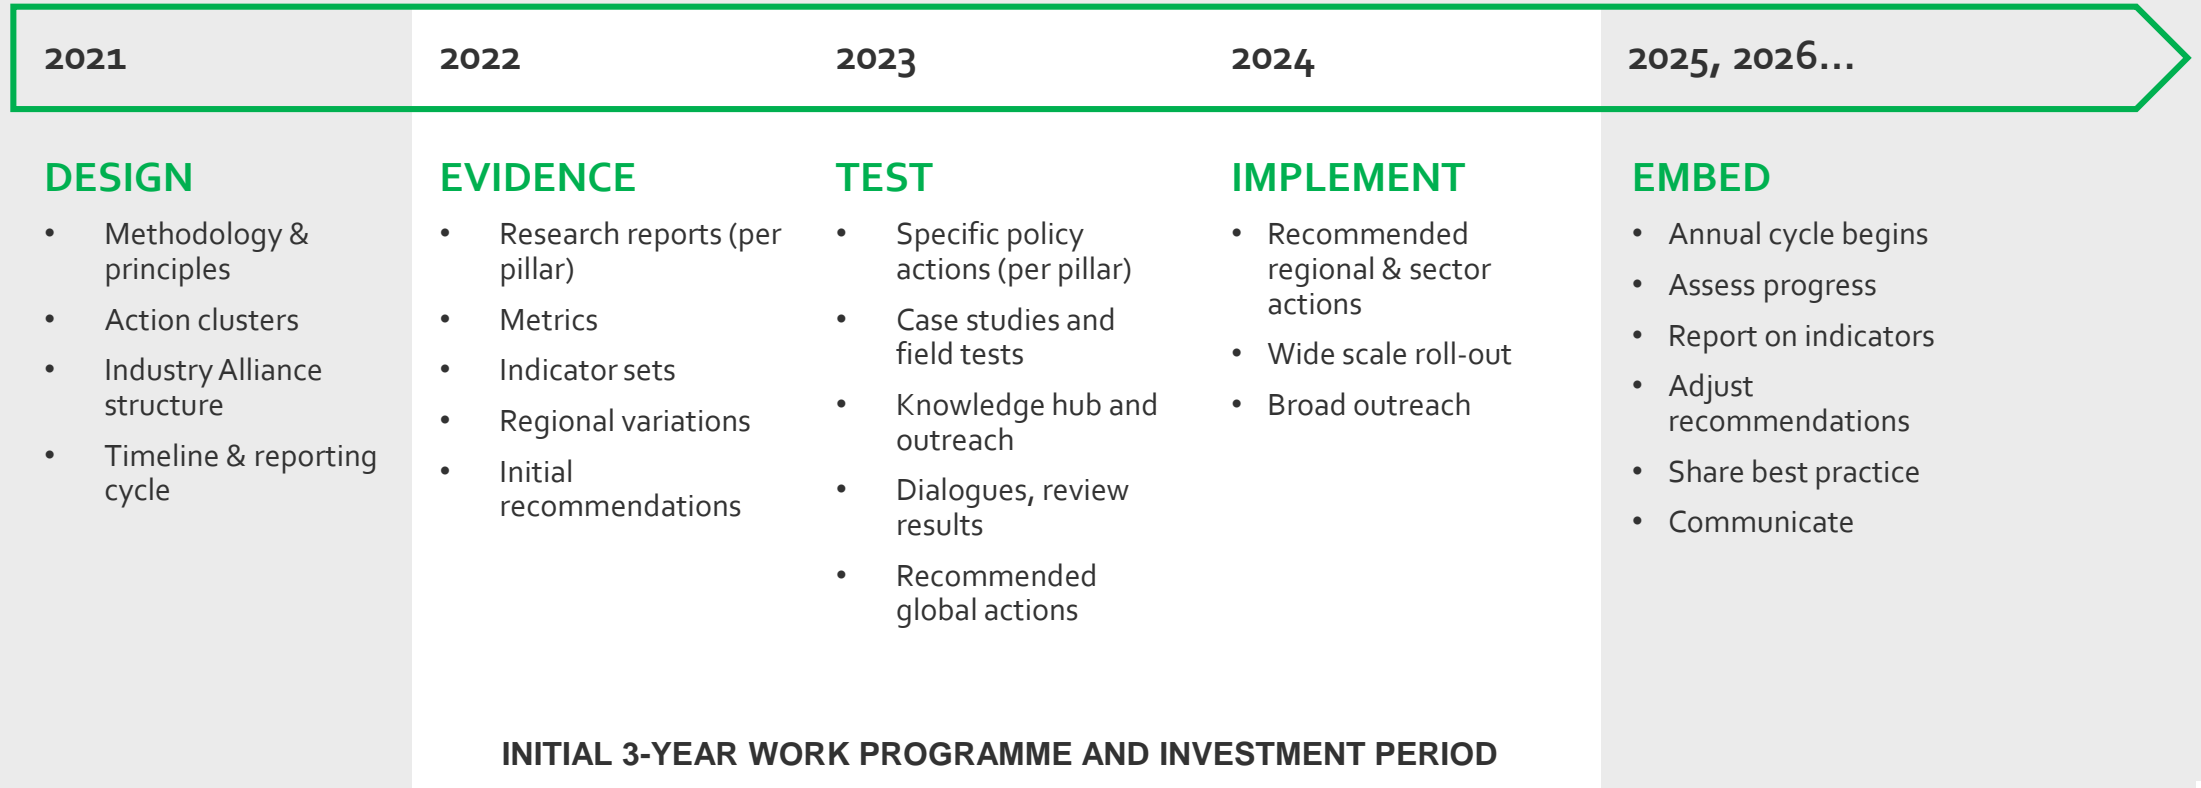 2021
2022
2023
2024
2025, 2026...
DESIGN
• Methodology &
principles
• Action clusters
• Industry Alliance
structure
• Timeline & reporting
cycle
EVIDENCE
• Research reports (per
pillar)
• Metrics
• Indicator sets
• Regional variations
• Initial
recommendations
TEST
• Specific policy
actions (per pillar)
• Case studies and
field tests
• Knowledge hub and
outreach
• Dialogues, review
results
• Recommended
global actions
IMPLEMENT
• Recommended
regional & sector
actions
• Wide scale roll-out
• Broad outreach
EMBED
• Annual cycle begins
• Assess progress
• Report on indicators
• Adjust
recommendations
• Share best practice
• Communicate
INITIAL 3-YEAR WORK PROGRAMME AND INVESTMENT PERIOD